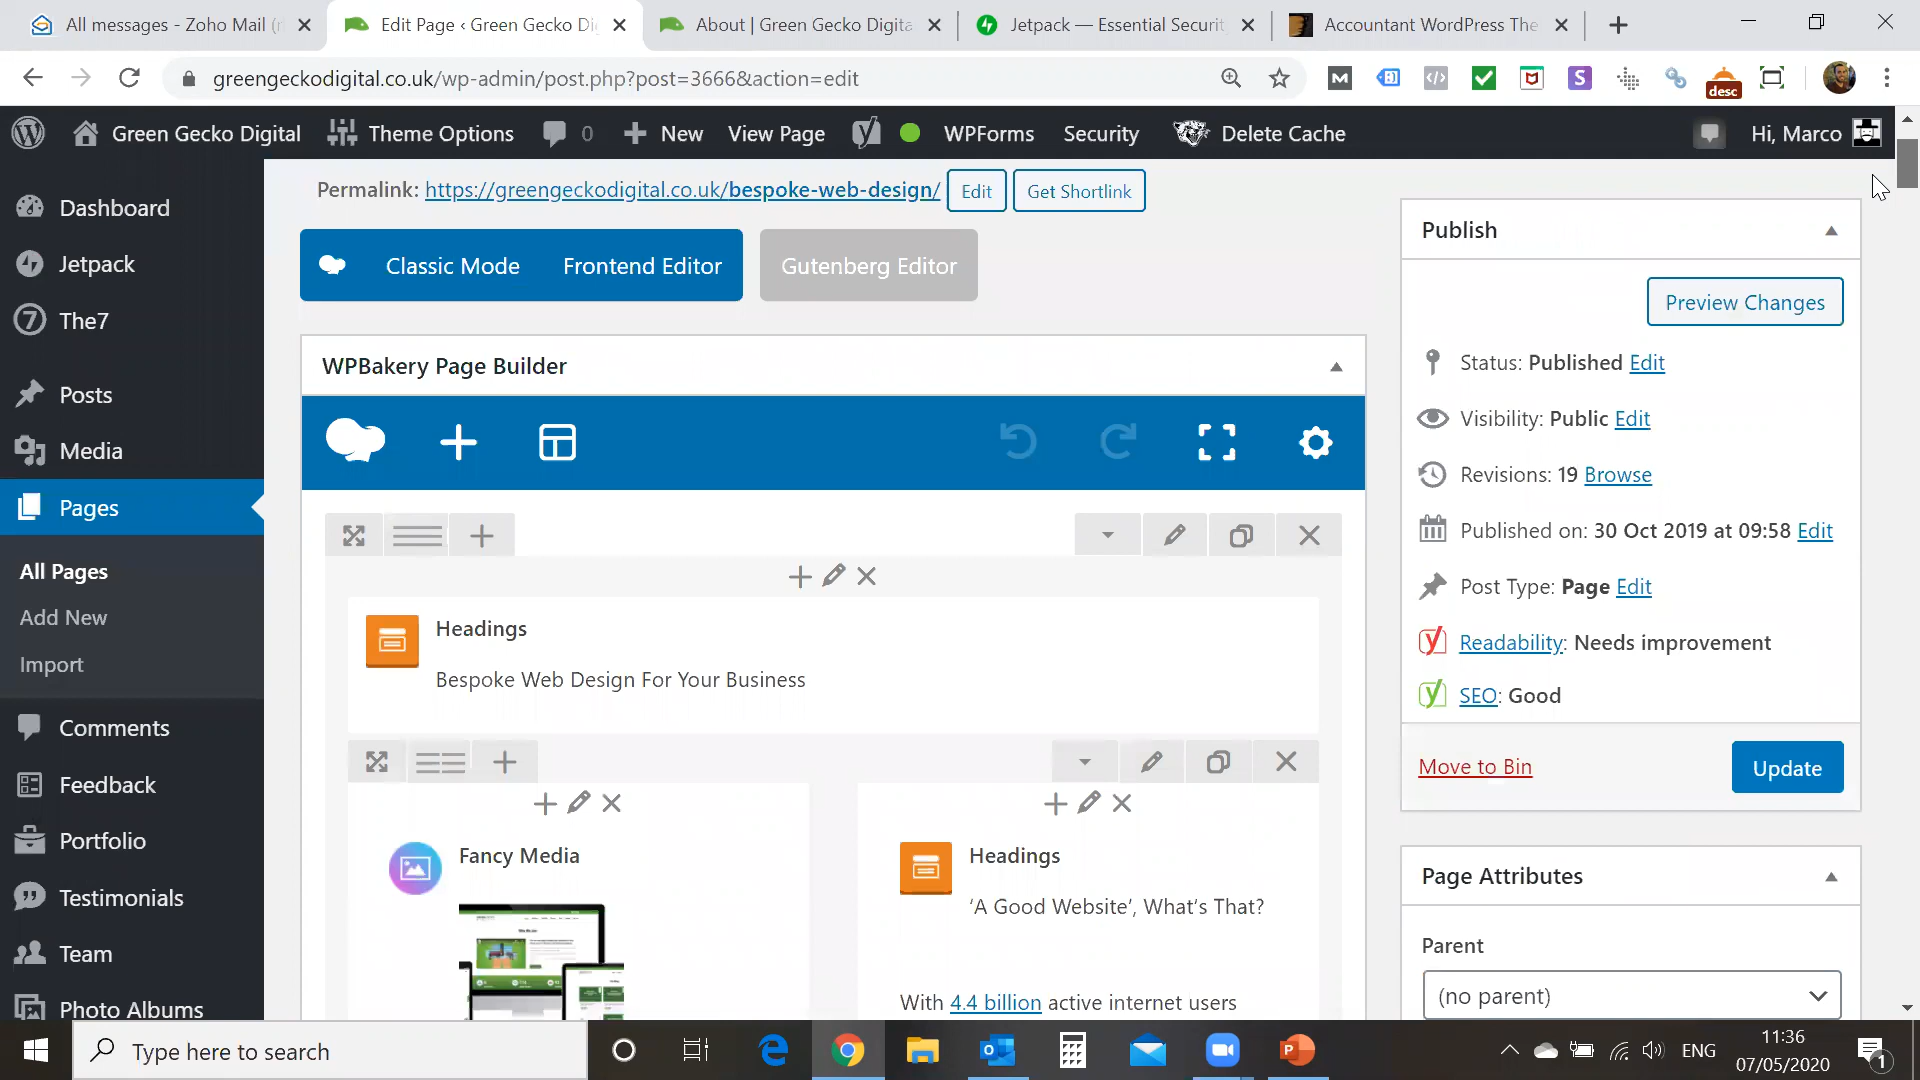 All messages - Zoho Mail (
Edit Page ‹ Green Gecko Di
About | Green Gecko Digita
Jetpack — Essential Securit
Accountant WordPress The
greengeckodigital.co.uk/wp-admin/post.php?post=3666&action=edit
desc
Green Gecko Digital
Theme Options
0
New
View Page
WPForms
Security
Delete Cache
Hi, Marco
Dashboard
Jetpack
The7
Posts
Media
Pages
All Pages
Add New
Import
Comments
Feedback
Portfolio
Testimonials
Team
Photo Albums
Permalink: https://greengeckodigital.co.uk/bespoke-web-design/ Edit Get Shortlink
Classic Mode
Frontend Editor
Gutenberg Editor
WPBakery Page Builder
Headings
Bespoke Web Design For Your Business
Fancy Media
Headings
‘A Good Website’, What’s That?
With 4.4 billion active internet users
Publish
Preview Changes
Status: Published Edit
Visibility: Public Edit
Revisions: 19 Browse
Published on: 30 Oct 2019 at 09:58 Edit
Post Type: Page Edit
Readability: Needs improvement
SEO: Good
Move to Bin
Update
Page Attributes
Parent
(no parent)
Type here to search
ENG
11:36
07/05/2020
1